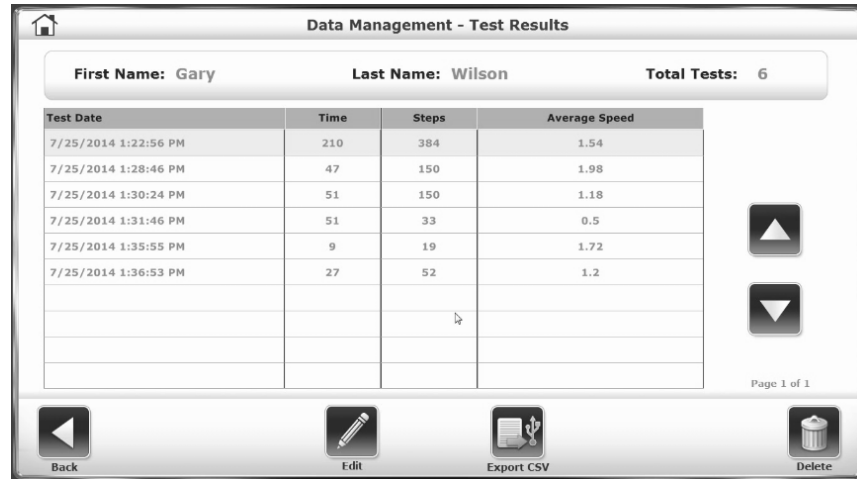 Data Management - Test Results
First Name: Gary Last Name: Wilson Total Tests: 6
Test Date Time Steps Average Speed
7/25/2014 1:22:56 PM 210 384 1.54
7/25/2014 1:28:46 PM 47 150 1.98
7/25/2014 1:30:24 PM 51 150 1.18
7/25/2014 1:31:46 PM 51 33 0.5
7/25/2014 1:35:55 PM 9 19 1.72
7/25/2014 1:36:53 PM 27 52 1.2
Page 1 of 1
Back Edit Export CSV Delete